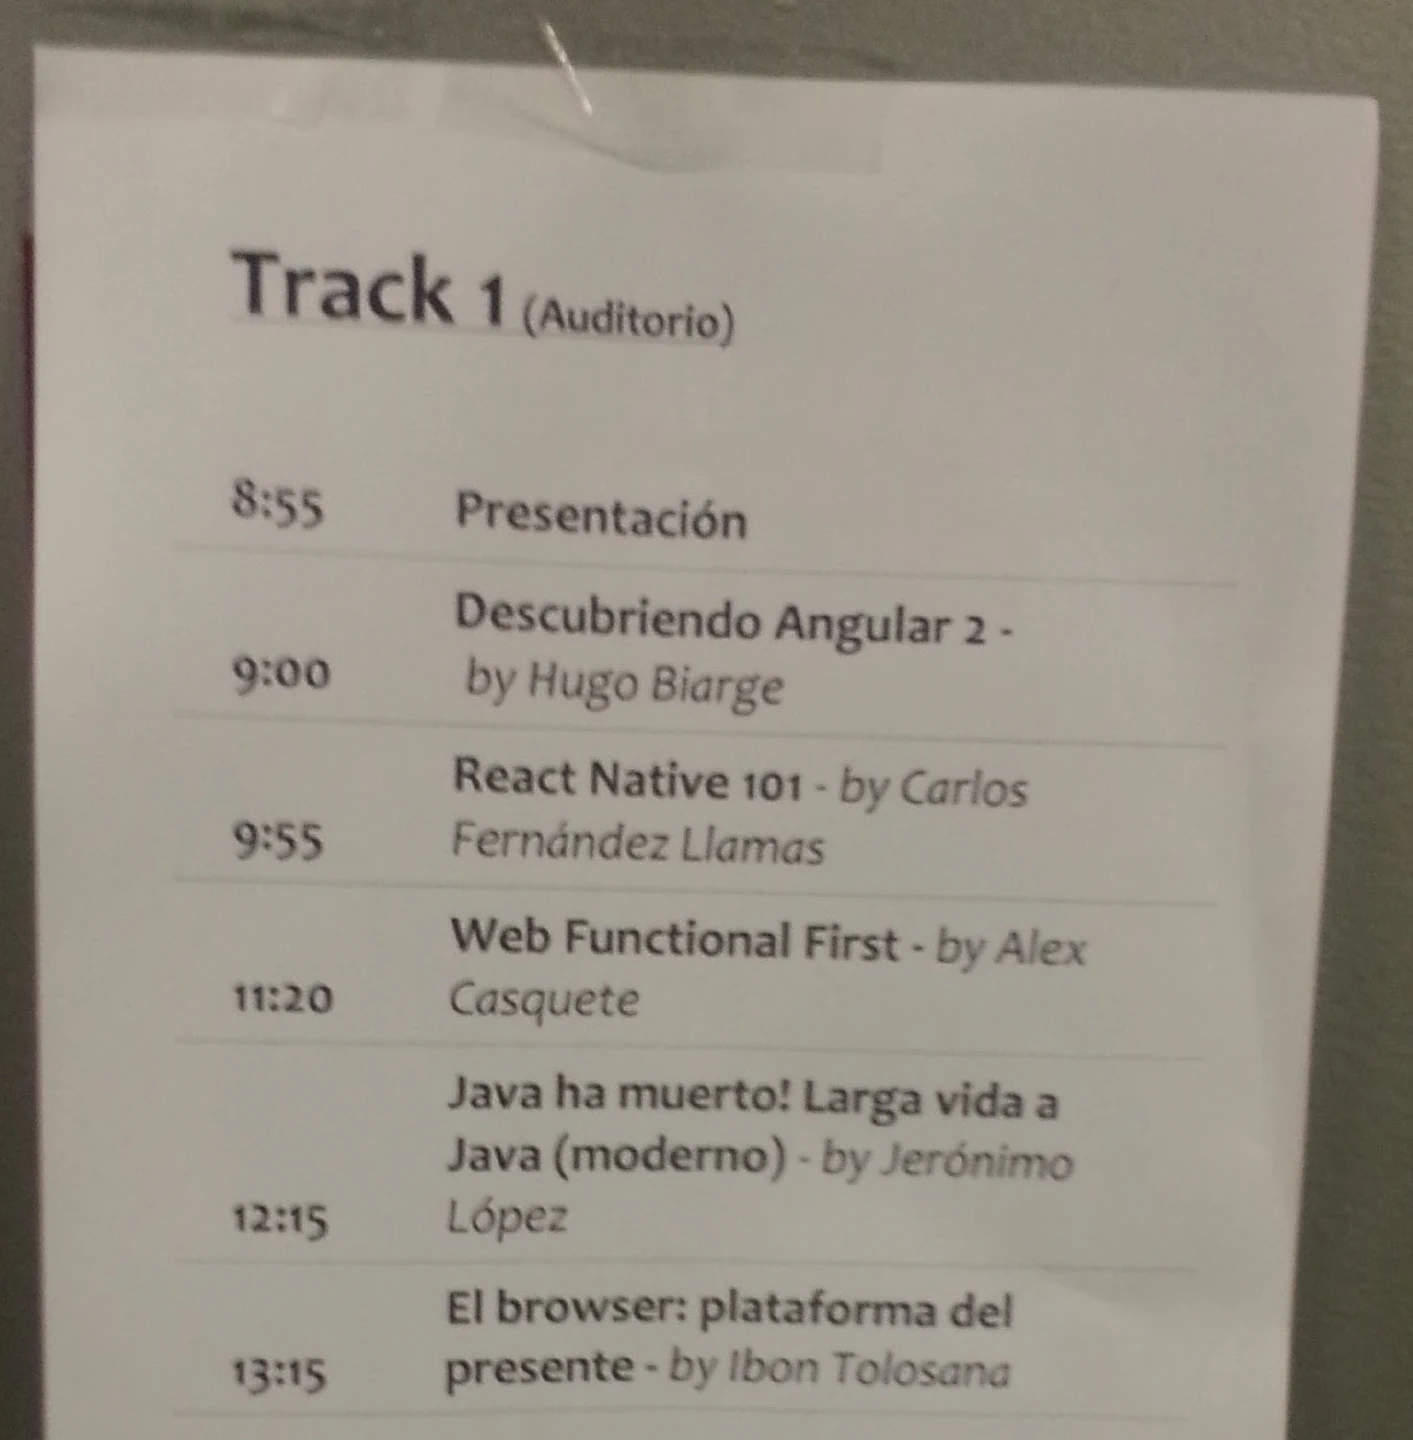 Track 1 (Auditorio)
8:55 Presentación
Descubriendo Angular 2 -
9:00 by Hugo Biarge
React Native 101 - by Carlos
9:55 Fernández Llamas
Web Functional First - by Alex
11:20 Casquete
Java ha muerto! Larga vida a
Java (moderno) - by Jerónimo
12:15 López
El browser: plataforma del
13:15 presente - by Ibon Tolosana